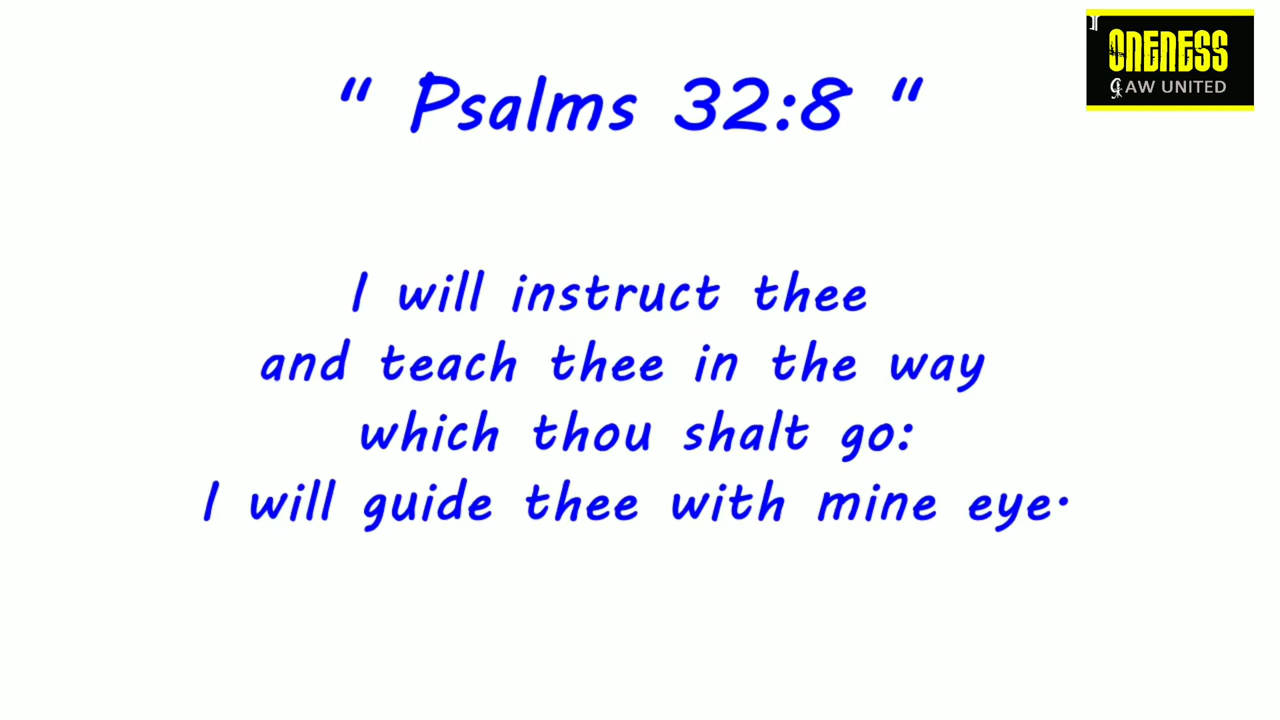 " Psalms 32:8 "
ONENESS
AW UNITED
I will instruct thee
and teach thee in the way
which thou shalt go:
I will guide thee with mine eye.